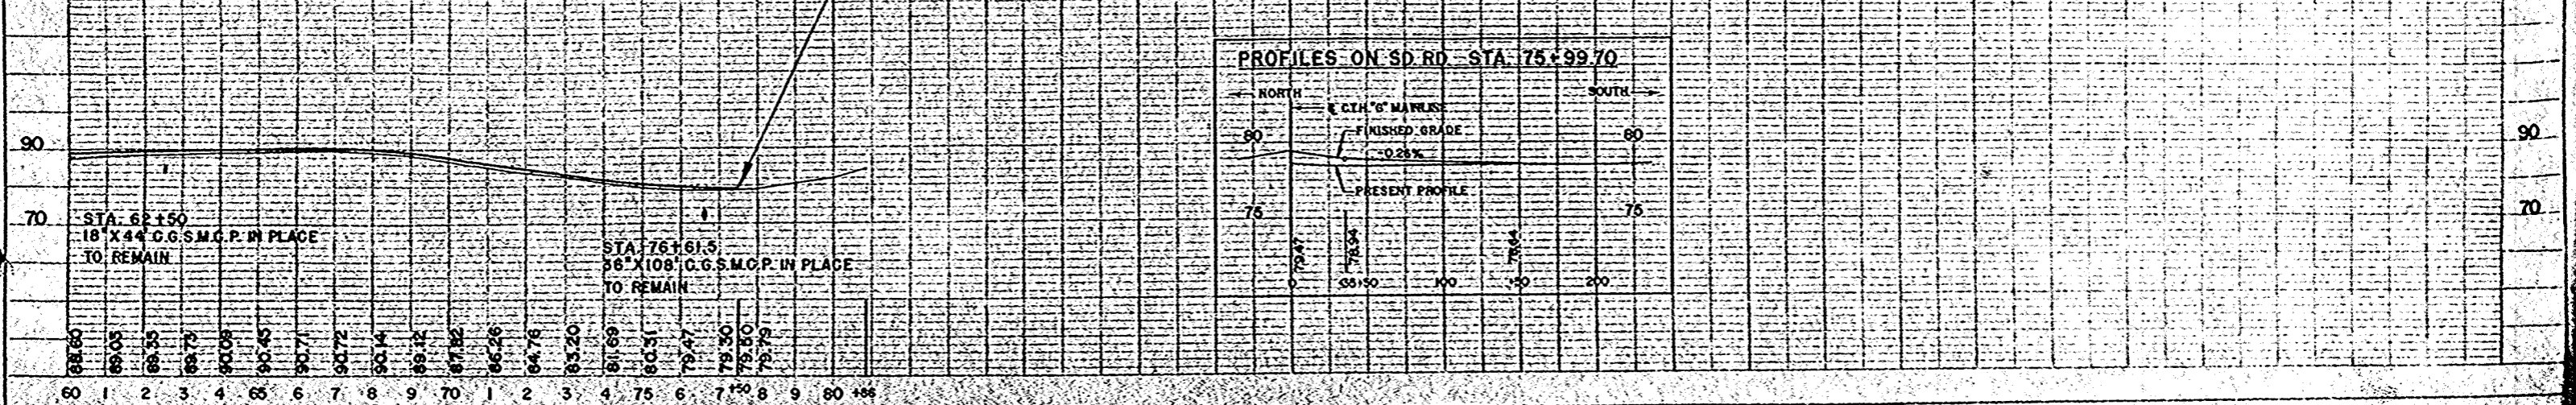 PROFILES ON SD. RD. STA. 75+99.70
NORTH
SOUTH
C.T.H. "G" MAINLINE
90
80
FINISHED GRADE
80
90
-0.26%
PRESENT PROFILE
70
75
75
70
STA. 62+50
18" X 44' C.G.S.M.C.P. IN PLACE
TO REMAIN
STA. 76+61.5
36" X 108' C.G.S.M.C.P. IN PLACE
TO REMAIN
79.47
78.94
78.64
0
+50
100
+50
200
88.60
89.03
89.35
89.73
90.09
90.45
90.71
90.72
90.14
89.12
87.82
86.26
84.76
83.20
81.69
80.31
79.47
79.30
79.50
79.79
60 1 2 3 4 65 6 7 8 9 70 1 2 3 4 75 6 7 +50 8 9 80 +86